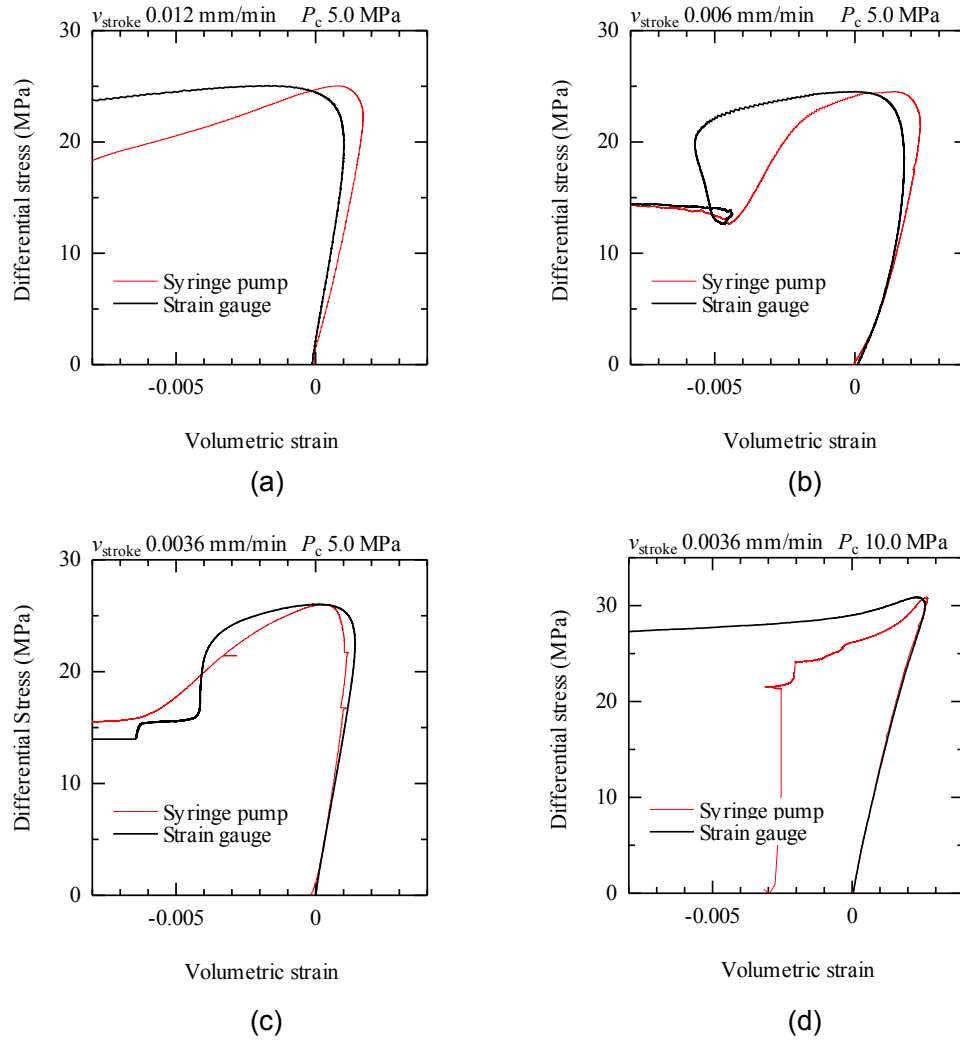 v_stroke 0.012 mm/min P_c 5.0 MPa
30
20
10
0
Differential stress (MPa)
Syringe pump
Strain gauge
-0.005 0
Volumetric strain
(a)
v_stroke 0.006 mm/min P_c 5.0 MPa
30
20
10
0
Differential stress (MPa)
Syringe pump
Strain gauge
-0.005 0
Volumetric strain
(b)
v_stroke 0.0036 mm/min P_c 5.0 MPa
30
20
10
0
Differential Stress (MPa)
Syringe pump
Strain gauge
-0.005 0
Volumetric strain
(c)
v_stroke 0.0036 mm/min P_c 10.0 MPa
30
20
10
0
Differential stress (MPa)
Syringe pump
Strain gauge
-0.005 0
Volumetric strain
(d)